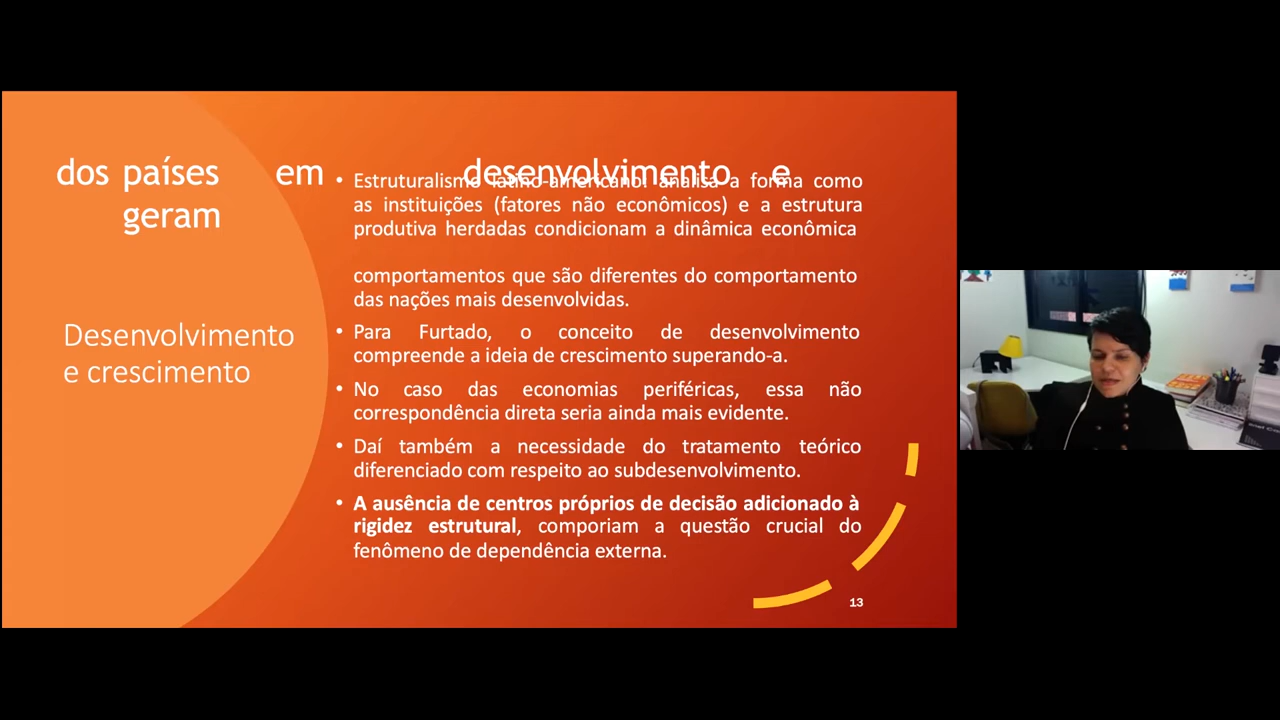 dos países em desenvolvimento e
geram
Desenvolvimento
e crescimento
• Estruturalismo latino-americano: analisa a forma como
as instituições (fatores não econômicos) e a estrutura
produtiva herdadas condicionam a dinâmica econômica
comportamentos que são diferentes do comportamento
das nações mais desenvolvidas.
• Para Furtado, o conceito de desenvolvimento
compreende a ideia de crescimento superando-a.
• No caso das economias periféricas, essa não
correspondência direta seria ainda mais evidente.
• Daí também a necessidade do tratamento teórico
diferenciado com respeito ao subdesenvolvimento.
• A ausência de centros próprios de decisão adicionado à
rigidez estrutural, comporiam a questão crucial do
fenômeno de dependência externa.
13